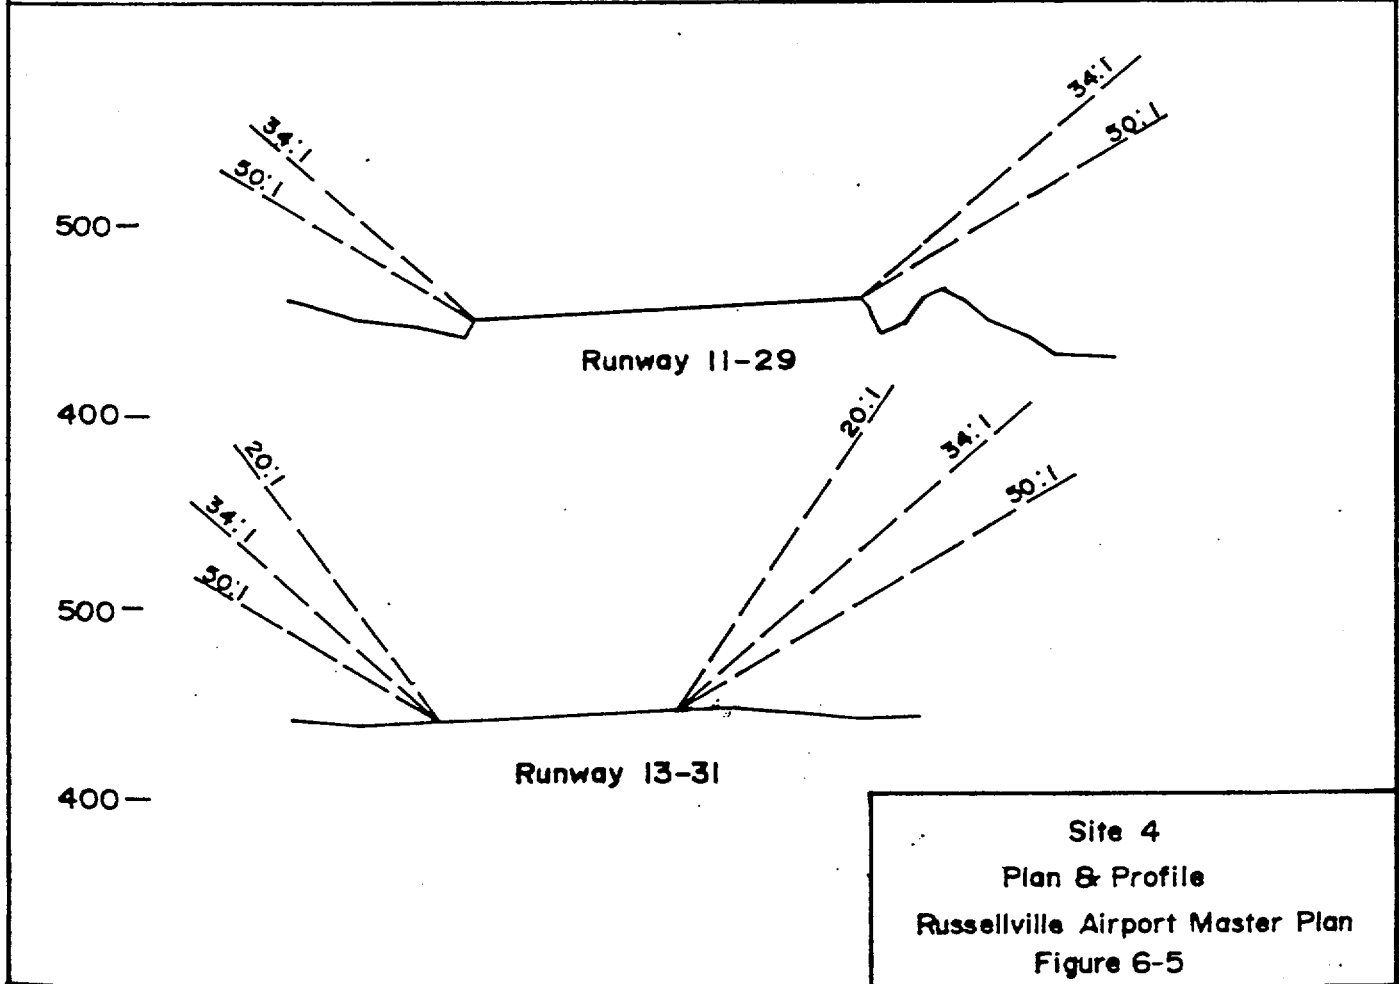 34:1
50:1
34:1
50:1
500—
Runway 11-29
400—
20:1
34:1
50:1
20:1
34:1
50:1
500—
Runway 13-31
400—
Site 4
Plan & Profile
Russellville Airport Master Plan
Figure 6-5